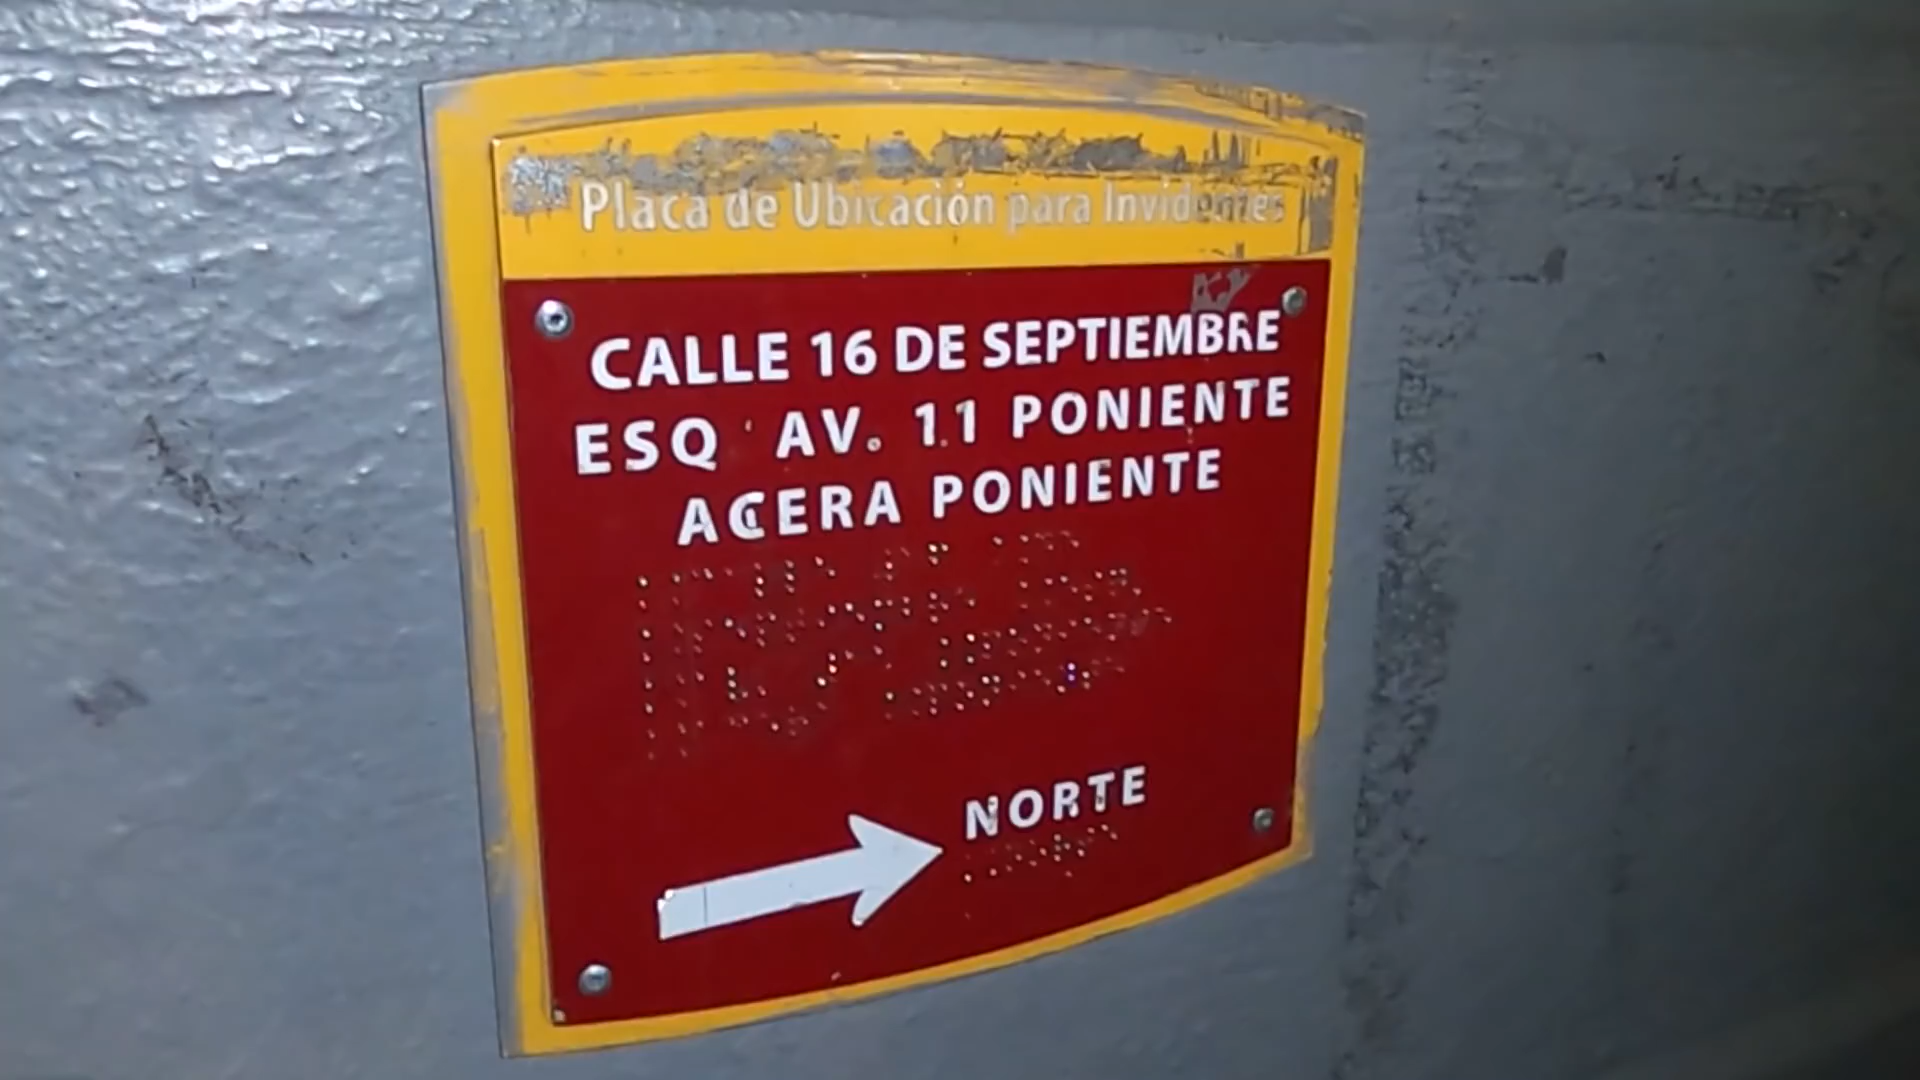 Placa de Ubicación para Invidentes
CALLE 16 DE SEPTIEMBRE
ESQ AV. 11 PONIENTE
ACERA PONIENTE
NORTE